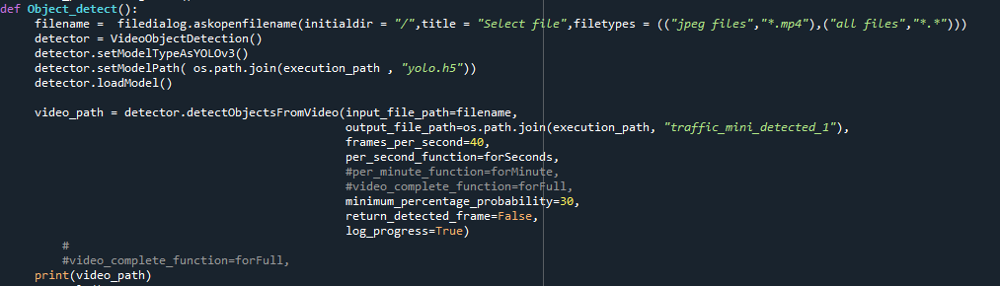 def Object_detect():
filename = filedialog.askopenfilename(initialdir = "/",title = "Select file",filetypes = (("jpeg files","*.mp4"),("all files","*.*")))
detector = VideoObjectDetection()
detector.setModelTypeAsYOLOv3()
detector.setModelPath( os.path.join(execution_path , "yolo.h5"))
detector.loadModel()
video_path = detector.detectObjectsFromVideo(input_file_path=filename,
output_file_path=os.path.join(execution_path, "traffic_mini_detected_1"),
frames_per_second=40,
per_second_function=forSeconds,
#per_minute_function=forMinute,
#video_complete_function=forFull,
minimum_percentage_probability=30,
return_detected_frame=False,
log_progress=True)
#
#video_complete_function=forFull,
print(video_path)